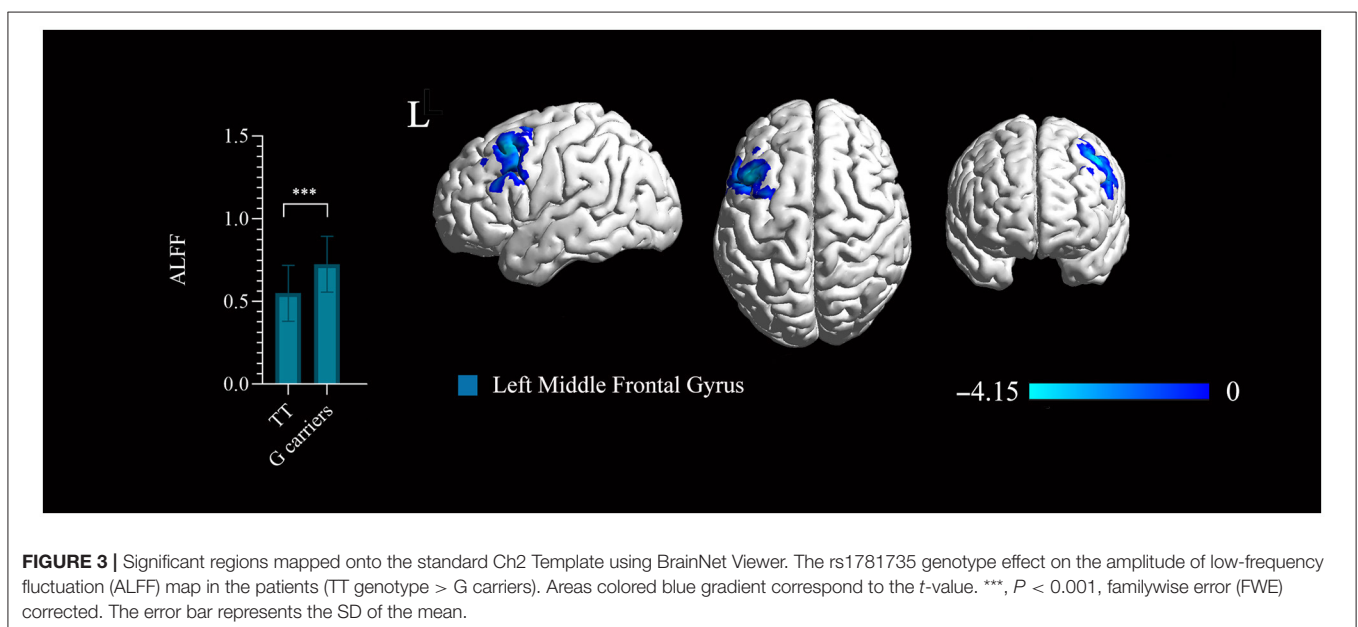 L
L
1.5
***
1.0
ALFF
0.5
0.0
TT
G carriers
Left Middle Frontal Gyrus
−4.15 0
FIGURE 3 | Significant regions mapped onto the standard Ch2 Template using BrainNet Viewer. The rs1781735 genotype effect on the amplitude of low-frequency
fluctuation (ALFF) map in the patients (TT genotype > G carriers). Areas colored blue gradient correspond to the t-value. ***, P < 0.001, familywise error (FWE)
corrected. The error bar represents the SD of the mean.